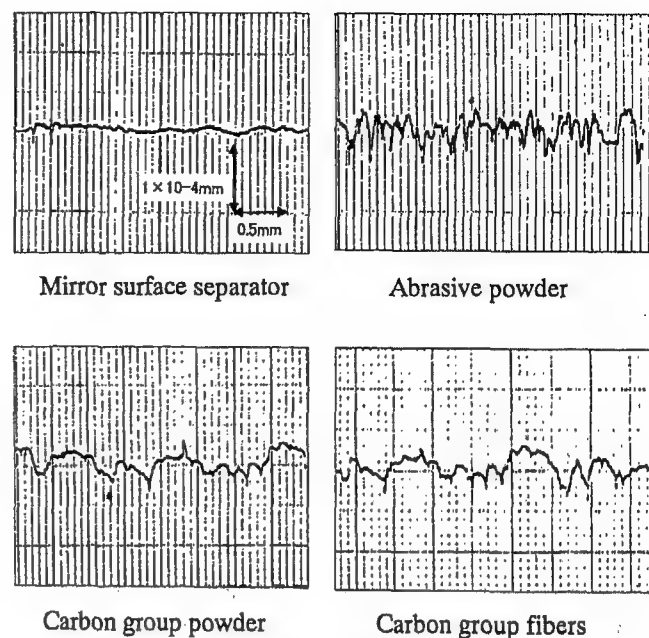 1×10-4mm
0.5mm
Mirror surface separator
Abrasive powder
Carbon group powder
Carbon group fibers